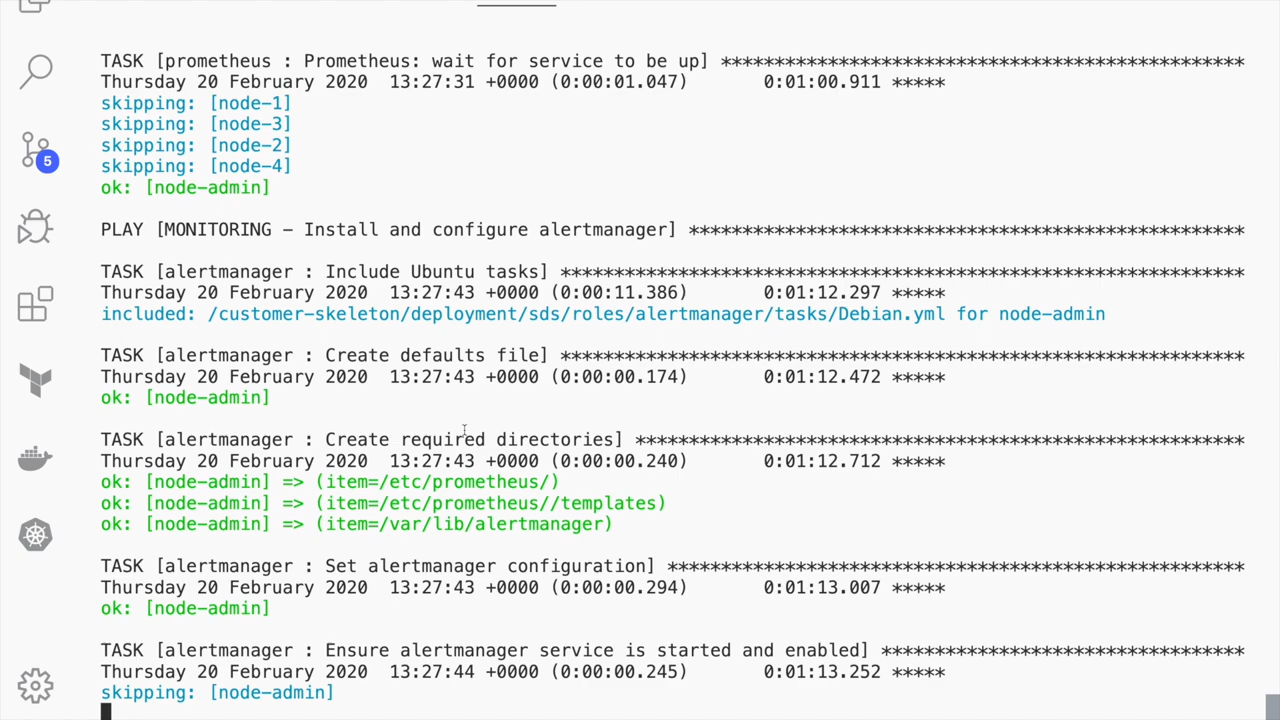 TASK [prometheus : Prometheus: wait for service to be up] *************************************************
Thursday 20 February 2020  13:27:31 +0000 (0:00:01.047)       0:01:00.911 *****
skipping: [node-1]
skipping: [node-3]
skipping: [node-2]
skipping: [node-4]
ok: [node-admin]
5
PLAY [MONITORING – Install and configure alertmanager] ****************************************************
TASK [alertmanager : Include Ubuntu tasks] ****************************************************************
Thursday 20 February 2020  13:27:43 +0000 (0:00:11.386)       0:01:12.297 *****
included: /customer-skeleton/deployment/sds/roles/alertmanager/tasks/Debian.yml for node-admin
TASK [alertmanager : Create defaults file] ****************************************************************
Thursday 20 February 2020  13:27:43 +0000 (0:00:00.174)       0:01:12.472 *****
ok: [node-admin]
TASK [alertmanager : Create required directories] *********************************************************
Thursday 20 February 2020  13:27:43 +0000 (0:00:00.240)       0:01:12.712 *****
ok: [node-admin] => (item=/etc/prometheus/)
ok: [node-admin] => (item=/etc/prometheus//templates)
ok: [node-admin] => (item=/var/lib/alertmanager)
TASK [alertmanager : Set alertmanager configuration] ******************************************************
Thursday 20 February 2020  13:27:43 +0000 (0:00:00.294)       0:01:13.007 *****
ok: [node-admin]
TASK [alertmanager : Ensure alertmanager service is started and enabled] **********************************
Thursday 20 February 2020  13:27:44 +0000 (0:00:00.245)       0:01:13.252 *****
skipping: [node-admin]